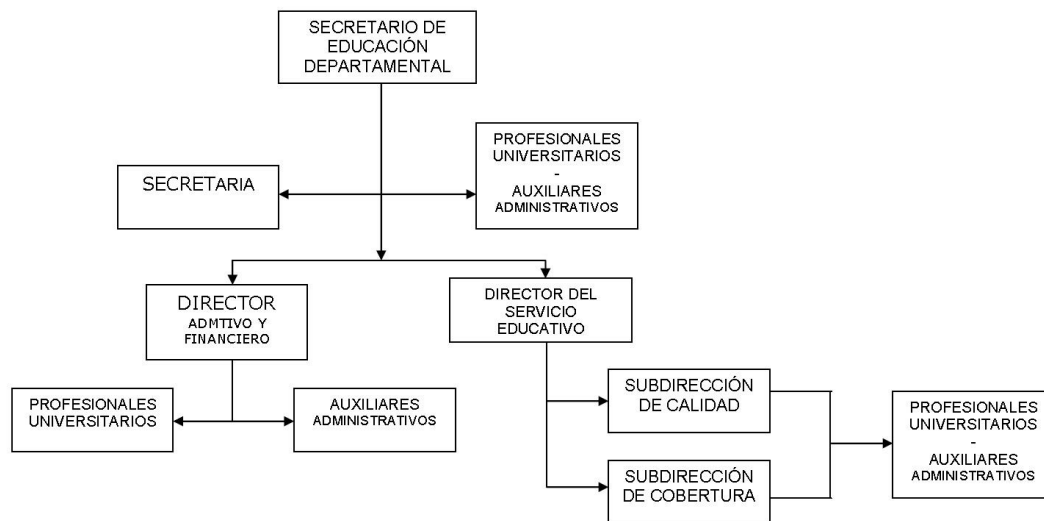 SECRETARIO DE
EDUCACIÓN
DEPARTAMENTAL
SECRETARIA
PROFESIONALES
UNIVERSITARIOS
-
AUXILIARES
ADMINISTRATIVOS
DIRECTOR
ADMTIVO Y
FINANCIERO
DIRECTOR DEL
SERVICIO
EDUCATIVO
PROFESIONALES
UNIVERSITARIOS
AUXILIARES
ADMINISTRATIVOS
SUBDIRECCIÓN
DE CALIDAD
SUBDIRECCIÓN
DE COBERTURA
PROFESIONALES
UNIVERSITARIOS
-
AUXILIARES
ADMINISTRATIVOS